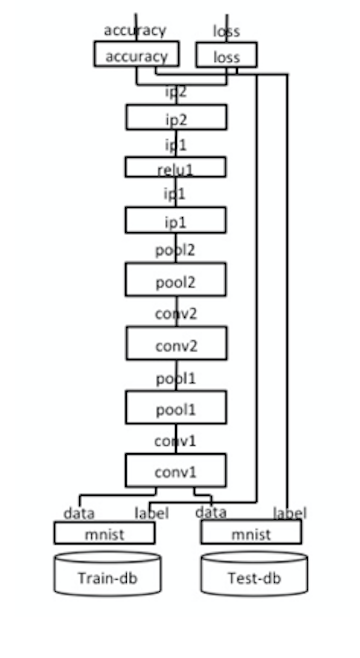 accuracy loss
accuracy loss
ip2
ip2
ip1
relu1
ip1
ip1
pool2
pool2
conv2
conv2
pool1
pool1
conv1
conv1
data label data label
mnist mnist
Train-db Test-db